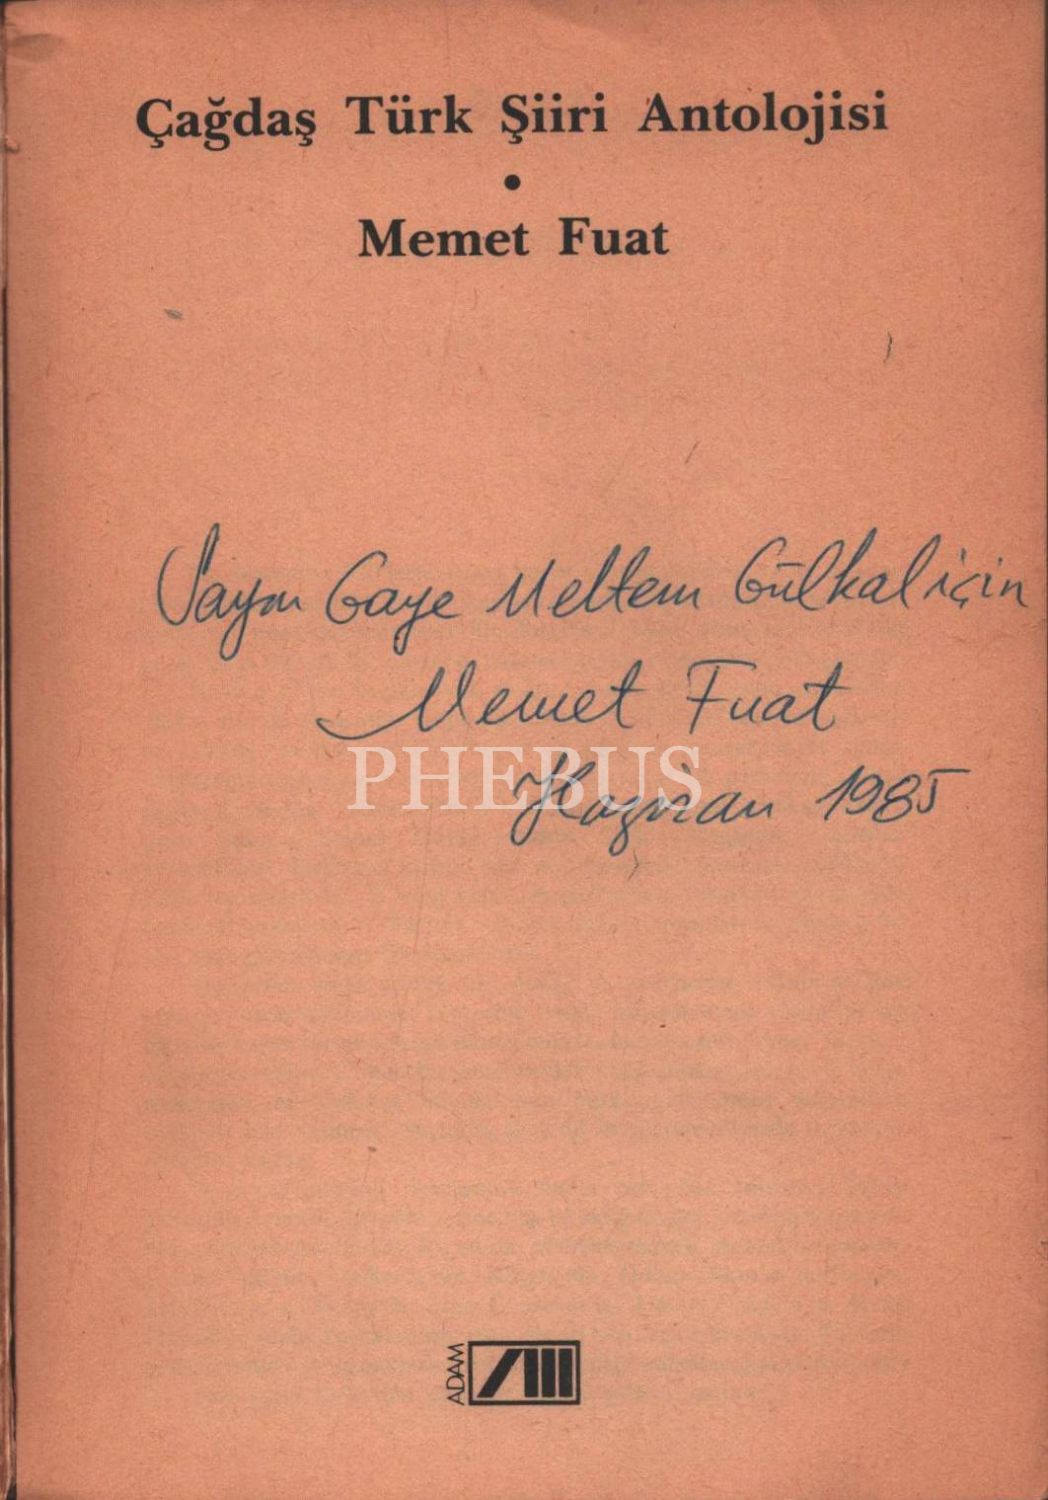 Çağdaş Türk Şiiri Antolojisi
•
Memet Fuat
Sayın Gaye Meltem Gülkal için
Memet Fuat
PHEBUS
Haziran 1985
ADAM